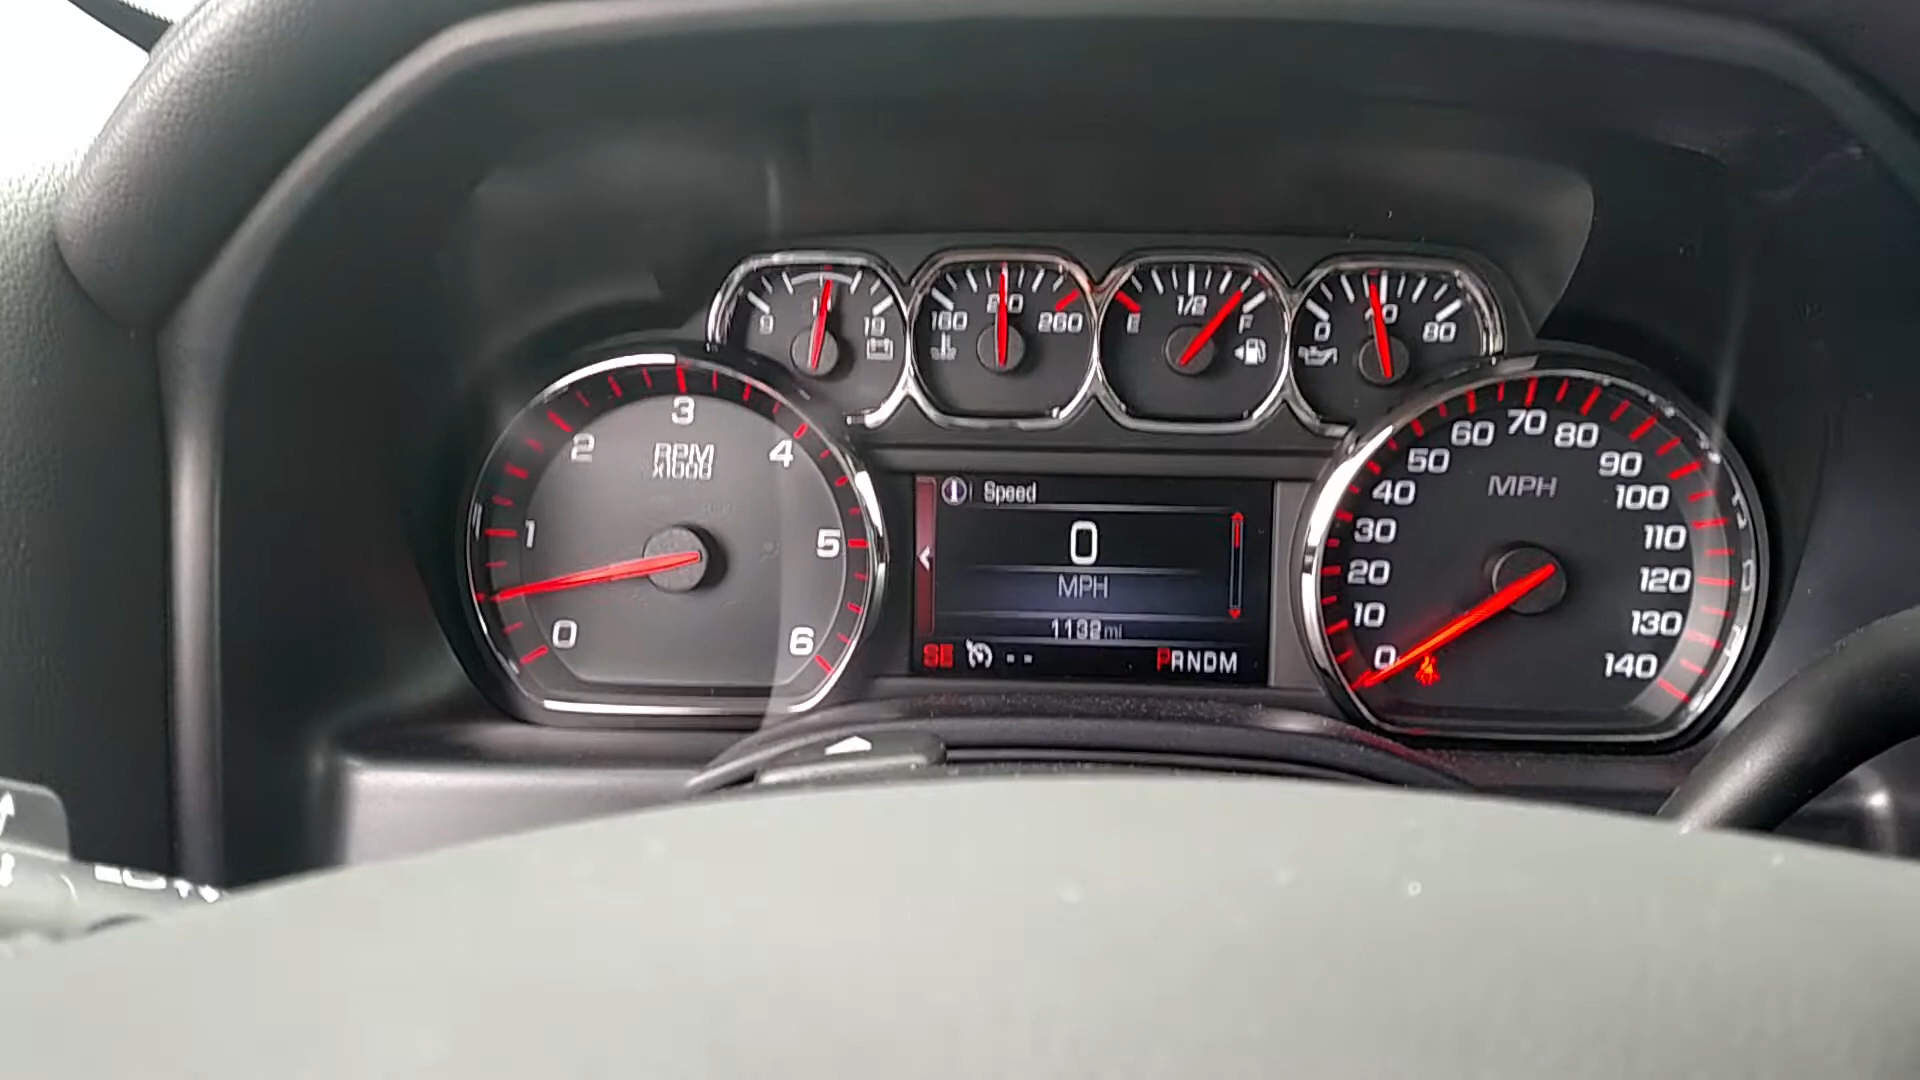 9 19
160 210 260
E 1/2 F
0 40 80
0 1 2 3 4 5 6
RPM
x1000
Speed
0
MPH
mi
SE -- PRNDM
0 10 20 30 40 50 60 70 80 90 100 110 120 130 140
MPH